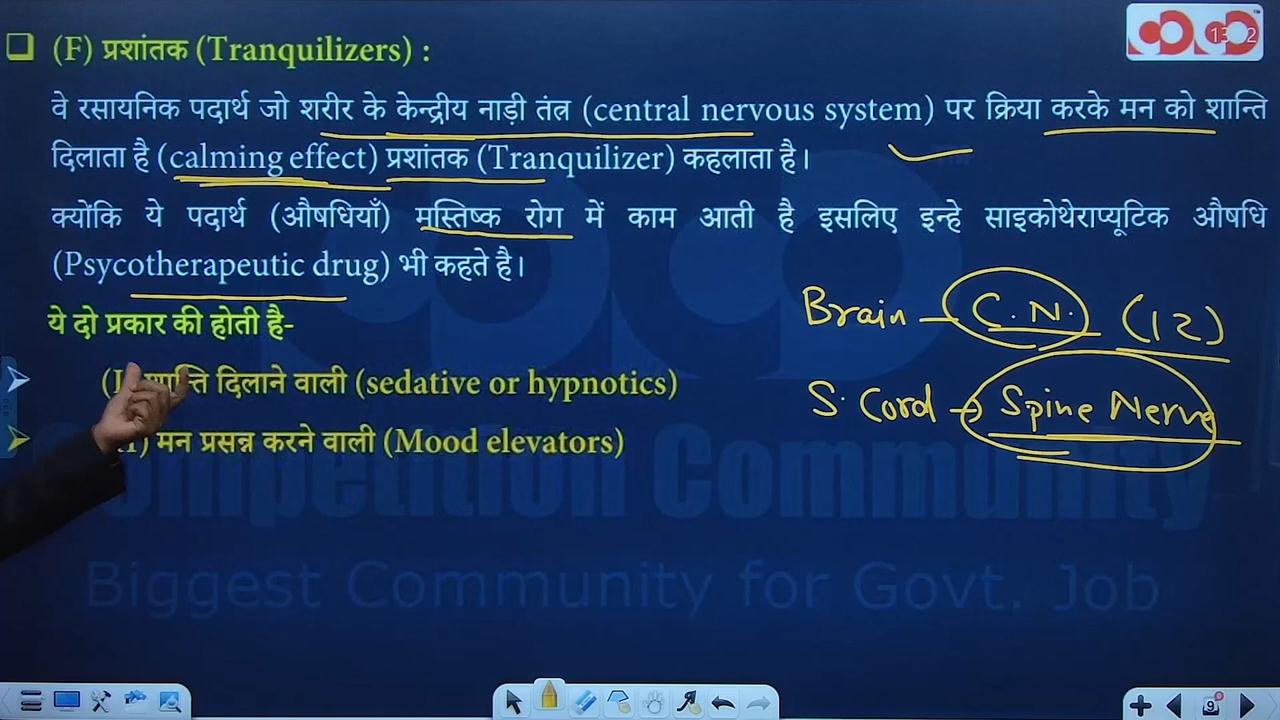 (F) प्रशांतक (Tranquilizers) :
वे रसायनिक पदार्थ जो शरीर के केन्द्रीय नाड़ी तंत्र (central nervous system) पर क्रिया करके मन को शान्ति
दिलाता है (calming effect) प्रशांतक (Tranquilizer) कहलाता है।
क्योंकि ये पदार्थ (औषधियाँ) मस्तिष्क रोग में काम आती है इसलिए इन्हे साइकोथेराप्यूटिक औषधि
(Psycotherapeutic drug) भी कहते है।
ये दो प्रकार की होती है-
शान्ति दिलाने वाली (sedative or hypnotics)
मन प्रसन्न करने वाली (Mood elevators)
Brain – C.N. (12)
S. Cord → Spine Nerve
Competition Community
Biggest Community for Govt. Job
9